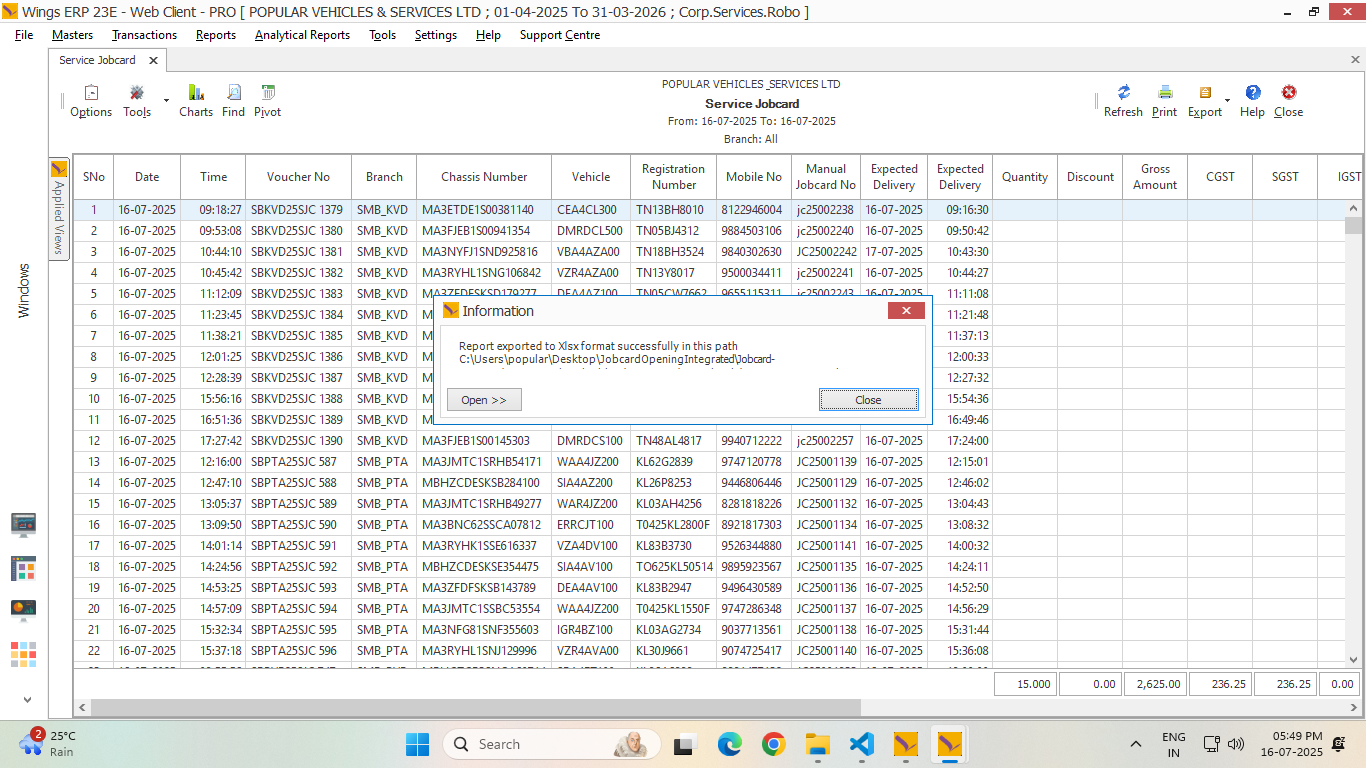 Wings ERP 23E - Web Client - PRO [ POPULAR VEHICLES & SERVICES LTD ; 01-04-2025 To 31-03-2026 ; Corp.Services.Robo ]
File Masters Transactions Reports Analytical Reports Tools Settings Help Support Centre
Service Jobcard
POPULAR VEHICLES_SERVICES LTD
Service Jobcard
From: 16-07-2025 To: 16-07-2025
Branch: All
Options Tools Charts Find Pivot Refresh Print Export Help Close
Applied Views
Windows
SNo Date Time Voucher No Branch Chassis Number Vehicle Registration Number Mobile No Manual Jobcard No Expected Delivery Expected Delivery Quantity Discount Gross Amount CGST SGST IGST
1 16-07-2025 09:18:27 SBKVD25SJC 1379 SMB_KVD MA3ETDE1S00381140 CEA4CL300 TN13BH8010 8122946004 jc25002238 16-07-2025 09:16:30
2 16-07-2025 09:53:08 SBKVD25SJC 1380 SMB_KVD MA3FJEB1S00941354 DMRDCL500 TN05BJ4312 9884503106 jc25002240 16-07-2025 09:50:42
3 16-07-2025 10:44:10 SBKVD25SJC 1381 SMB_KVD MA3NYFJ1SND925816 VBA4AZA00 TN18BH3524 9840302630 JC25002242 17-07-2025 10:43:30
4 16-07-2025 10:45:42 SBKVD25SJC 1382 SMB_KVD MA3RYHL1SNG106842 VZR4AZA00 TN13Y8017 9500034411 jc25002241 16-07-2025 10:44:27
5 16-07-2025 11:12:09 SBKVD25SJC 1383 SMB_KVD MA3ZFDFSKSD179277 DEA4AZ100 TN05CW7662 9655115311 jc25002243 16-07-2025 11:11:08
6 16-07-2025 11:23:45 SBKVD25SJC 1384 SMB_KVD 11:21:48
7 16-07-2025 11:38:21 SBKVD25SJC 1385 SMB_KVD 11:37:13
8 16-07-2025 12:01:25 SBKVD25SJC 1386 SMB_KVD 12:00:33
9 16-07-2025 12:28:39 SBKVD25SJC 1387 SMB_KVD 12:27:32
10 16-07-2025 15:56:16 SBKVD25SJC 1388 SMB_KVD 15:54:36
11 16-07-2025 16:51:36 SBKVD25SJC 1389 SMB_KVD 16:49:46
Information
Report exported to Xlsx format successfully in this path
C:\Users\popular\Desktop\JobcardOpeningIntegrated\Jobcard-
Open >> Close
12 16-07-2025 17:27:42 SBKVD25SJC 1390 SMB_KVD MA3FJEB1S00145303 DMRDCS100 TN48AL4817 9940712222 jc25002257 16-07-2025 17:24:00
13 16-07-2025 12:16:00 SBPTA25SJC 587 SMB_PTA MA3JMTC1SRHB54171 WAA4JZ200 KL62G2839 9747120778 JC25001139 16-07-2025 12:15:01
14 16-07-2025 12:47:10 SBPTA25SJC 588 SMB_PTA MBHZCDESKSB284100 SIA4AZ200 KL26P8253 9446806446 JC25001129 16-07-2025 12:46:02
15 16-07-2025 13:05:37 SBPTA25SJC 589 SMB_PTA MA3JMTC1SRHB49277 WAR4JZ200 KL03AH4256 8281818226 JC25001132 16-07-2025 13:04:43
16 16-07-2025 13:09:50 SBPTA25SJC 590 SMB_PTA MA3BNC62SSCA07812 ERRCJT100 T0425KL2800F 8921817303 JC25001134 16-07-2025 13:08:32
17 16-07-2025 14:01:14 SBPTA25SJC 591 SMB_PTA MA3RYHK1SSE616337 VZA4DV100 KL83B3730 9526344880 JC25001141 16-07-2025 14:00:32
18 16-07-2025 14:24:56 SBPTA25SJC 592 SMB_PTA MBHZCDESKSE354475 SIA4AV100 TO625KL50514 9895923567 JC25001135 16-07-2025 14:24:11
19 16-07-2025 14:53:25 SBPTA25SJC 593 SMB_PTA MA3ZFDFSKSB143789 DEA4AV100 KL83B2947 9496430589 JC25001136 16-07-2025 14:52:50
20 16-07-2025 14:57:09 SBPTA25SJC 594 SMB_PTA MA3JMTC1SSBC53554 WAA4JZ200 T0425KL1550F 9747286348 JC25001137 16-07-2025 14:56:29
21 16-07-2025 15:32:34 SBPTA25SJC 595 SMB_PTA MA3NFG81SNF355603 IGR4BZ100 KL03AG2734 9037713561 JC25001138 16-07-2025 15:31:44
22 16-07-2025 15:37:18 SBPTA25SJC 596 SMB_PTA MA3RYHL1SNJ129996 VZR4AVA00 KL30J9661 9074725417 JC25001140 16-07-2025 15:36:08
15.000 0.00 2,625.00 236.25 236.25 0.00
2 25°C
Rain
Search
ENG
IN
05:49 PM
16-07-2025